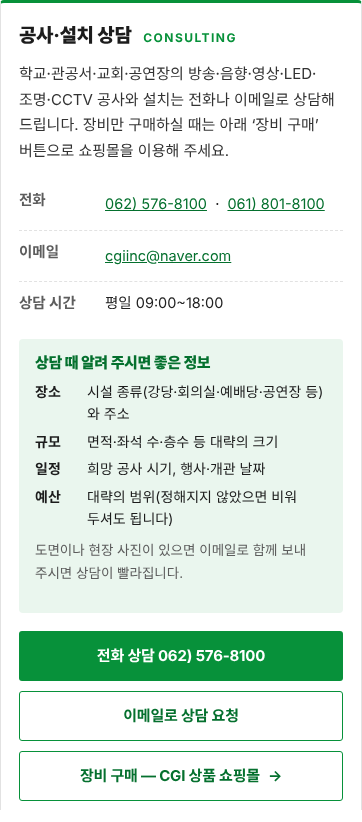 공사·설치 상담 CONSULTING
학교·관공서·교회·공연장의 방송·음향·영상·LED·
조명·CCTV 공사와 설치는 전화나 이메일로 상담해
드립니다. 장비만 구매하실 때는 아래 ‘장비 구매’
버튼으로 쇼핑몰을 이용해 주세요.
전화 062) 576-8100 · 061) 801-8100
이메일 cgiinc@naver.com
상담 시간 평일 09:00~18:00
상담 때 알려 주시면 좋은 정보
장소 시설 종류(강당·회의실·예배당·공연장 등)
와 주소
규모 면적·좌석 수·층수 등 대략의 크기
일정 희망 공사 시기, 행사·개관 날짜
예산 대략의 범위(정해지지 않았으면 비워
두셔도 됩니다)
도면이나 현장 사진이 있으면 이메일로 함께 보내
주시면 상담이 빨라집니다.
전화 상담 062) 576-8100
이메일로 상담 요청
장비 구매 — CGI 상품 쇼핑몰 →